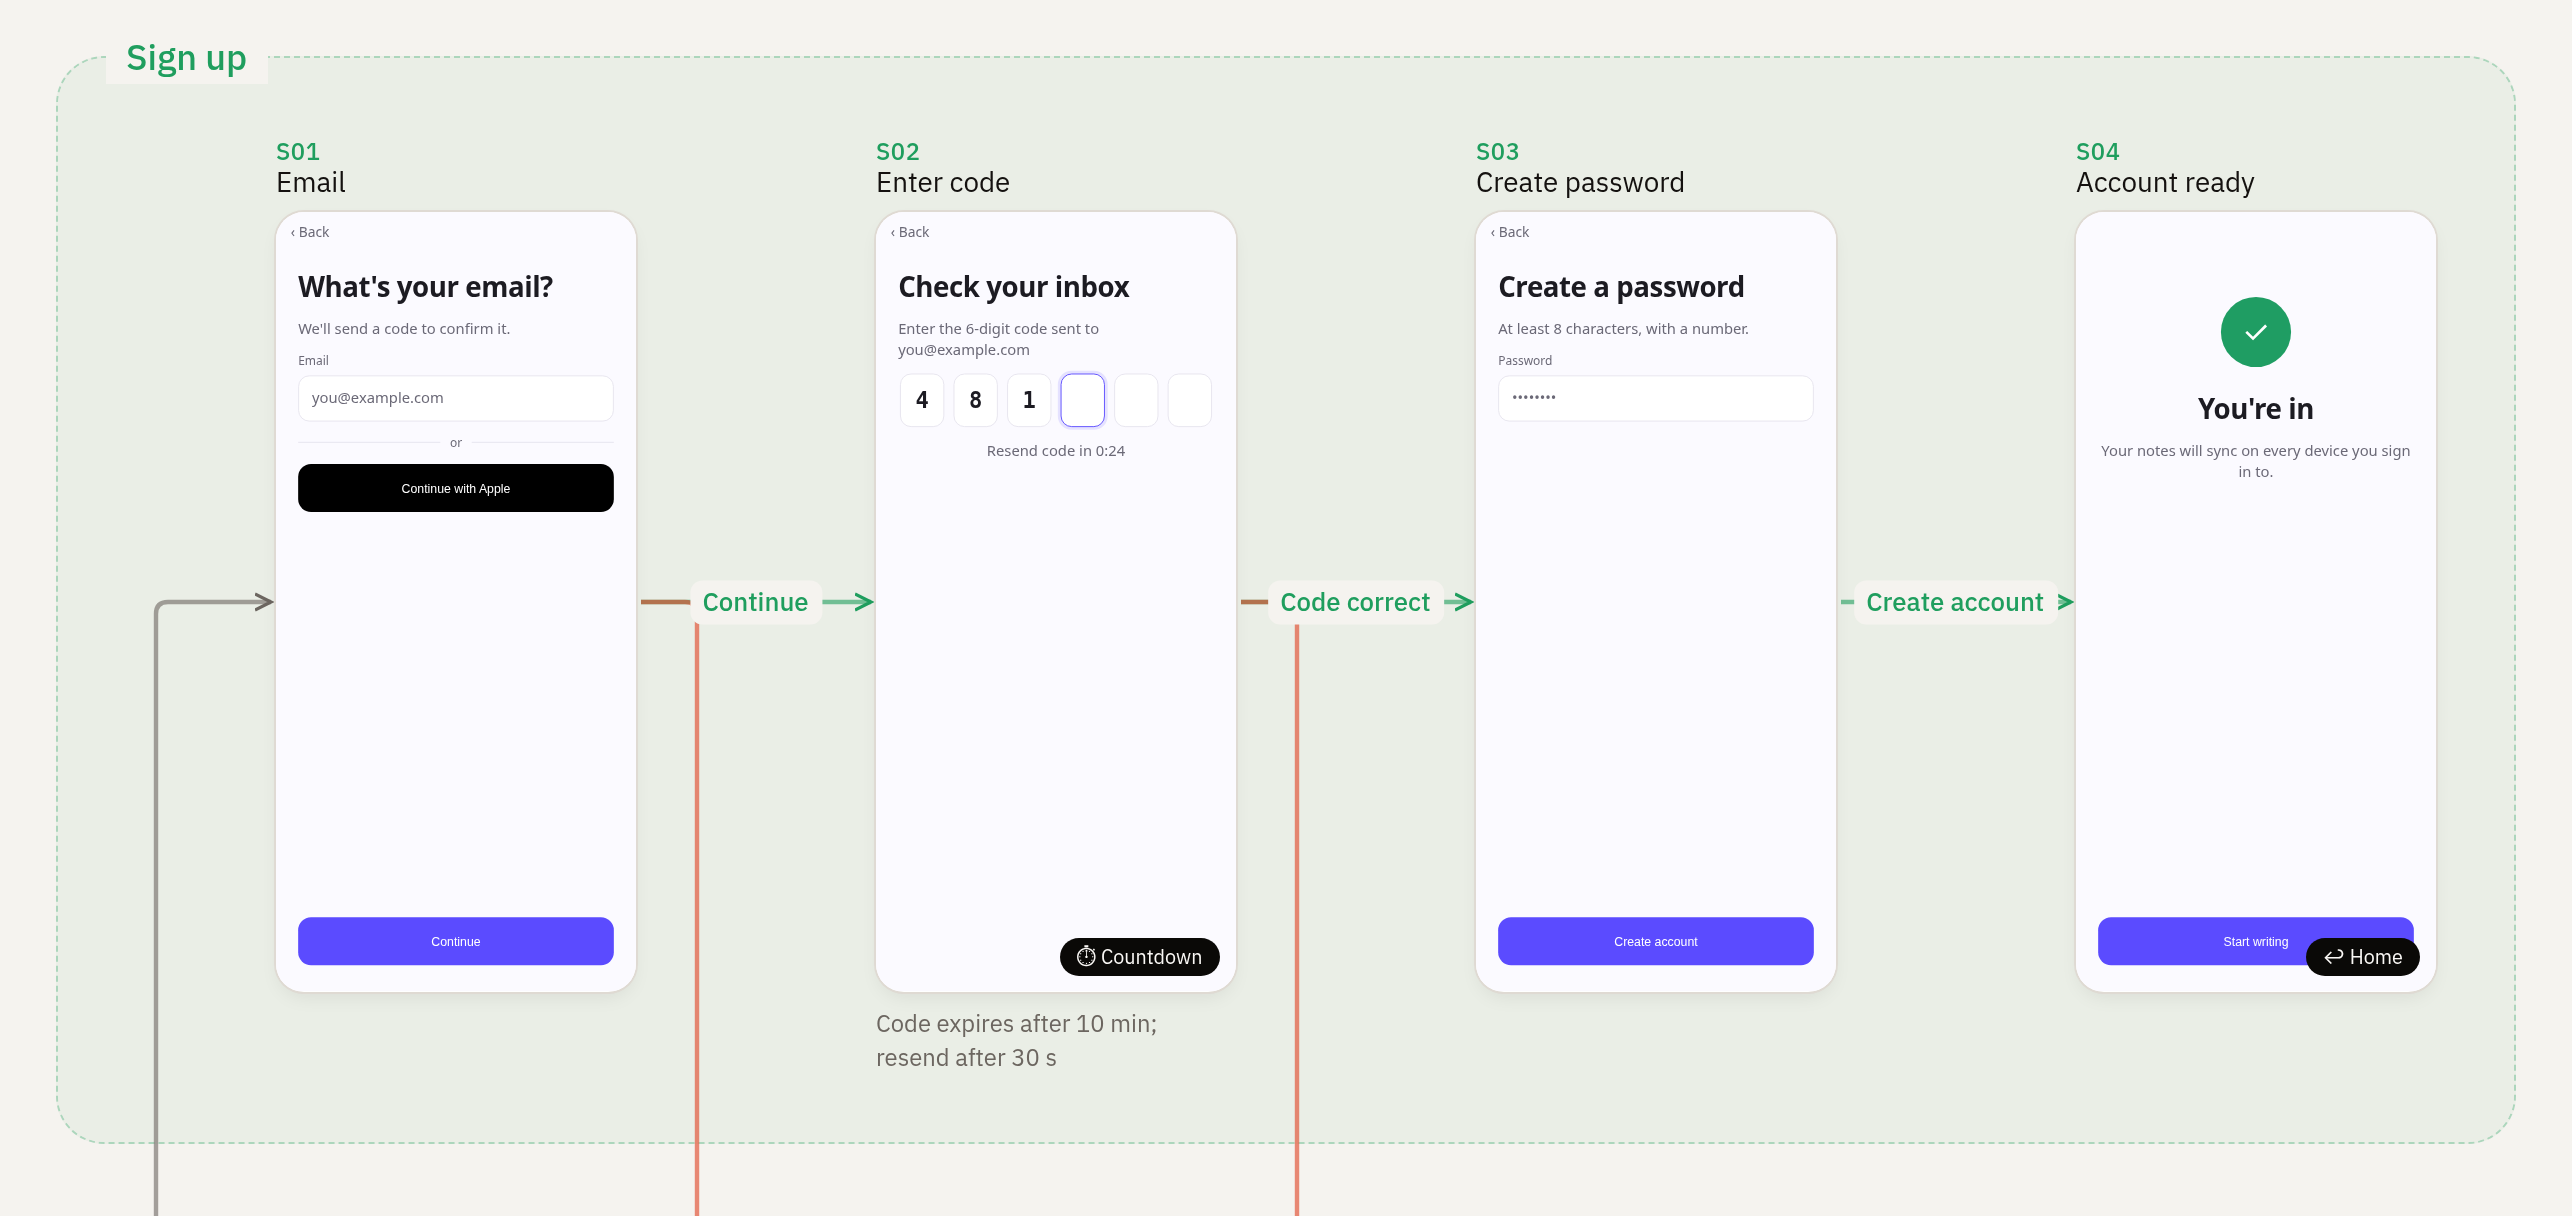 Sign up
S01
Email
‹ Back
What's your email?
We'll send a code to confirm it.
Email
you@example.com
or
Continue with Apple
Continue
Continue
S02
Enter code
‹ Back
Check your inbox
Enter the 6-digit code sent to
you@example.com
4 8 1
Resend code in 0:24
⏱ Countdown
Code expires after 10 min;
resend after 30 s
Code correct
S03
Create password
‹ Back
Create a password
At least 8 characters, with a number.
Password
••••••••
Create account
Create account
S04
Account ready
You're in
Your notes will sync on every device you sign
in to.
Start writing
↩ Home